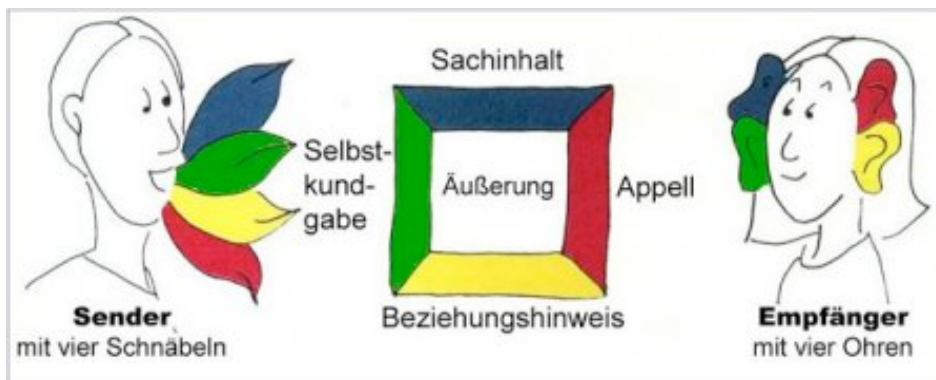 Sachinhalt
Selbst-
kund-
gabe
Äußerung
Appell
Beziehungshinweis
Sender
mit vier Schnäbeln
Empfänger
mit vier Ohren